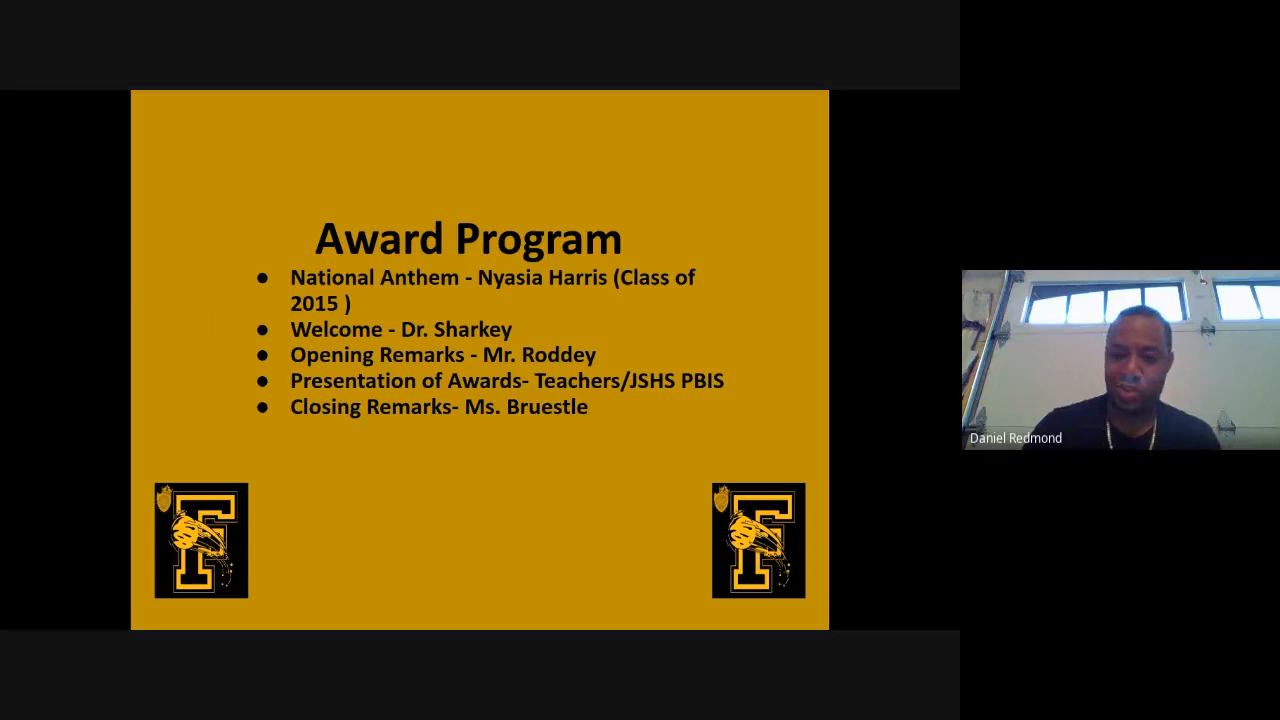 Award Program
● National Anthem - Nyasia Harris (Class of
2015 )
● Welcome - Dr. Sharkey
● Opening Remarks - Mr. Roddey
● Presentation of Awards- Teachers/JSHS PBIS
● Closing Remarks- Ms. Bruestle
F
F
Daniel Redmond